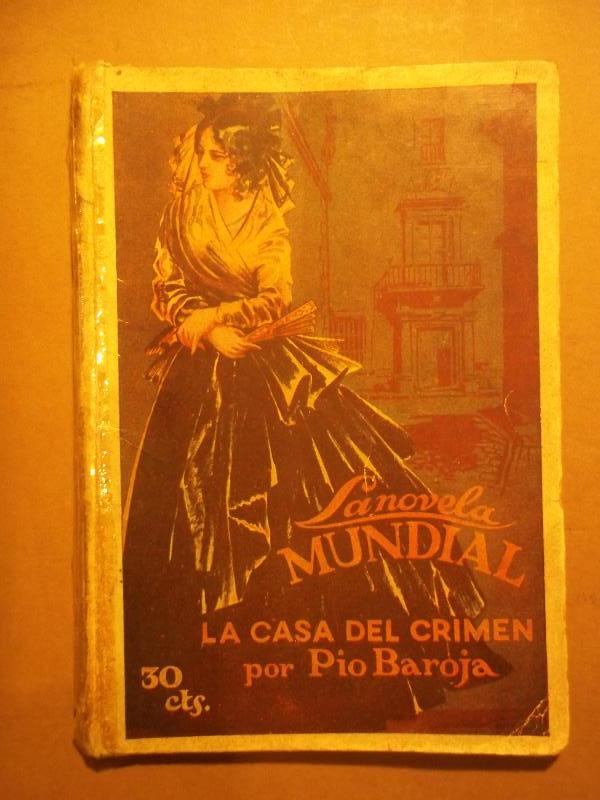 La novela
MUNDIAL
LA CASA DEL CRIMEN
por Pio Baroja
30
cts.